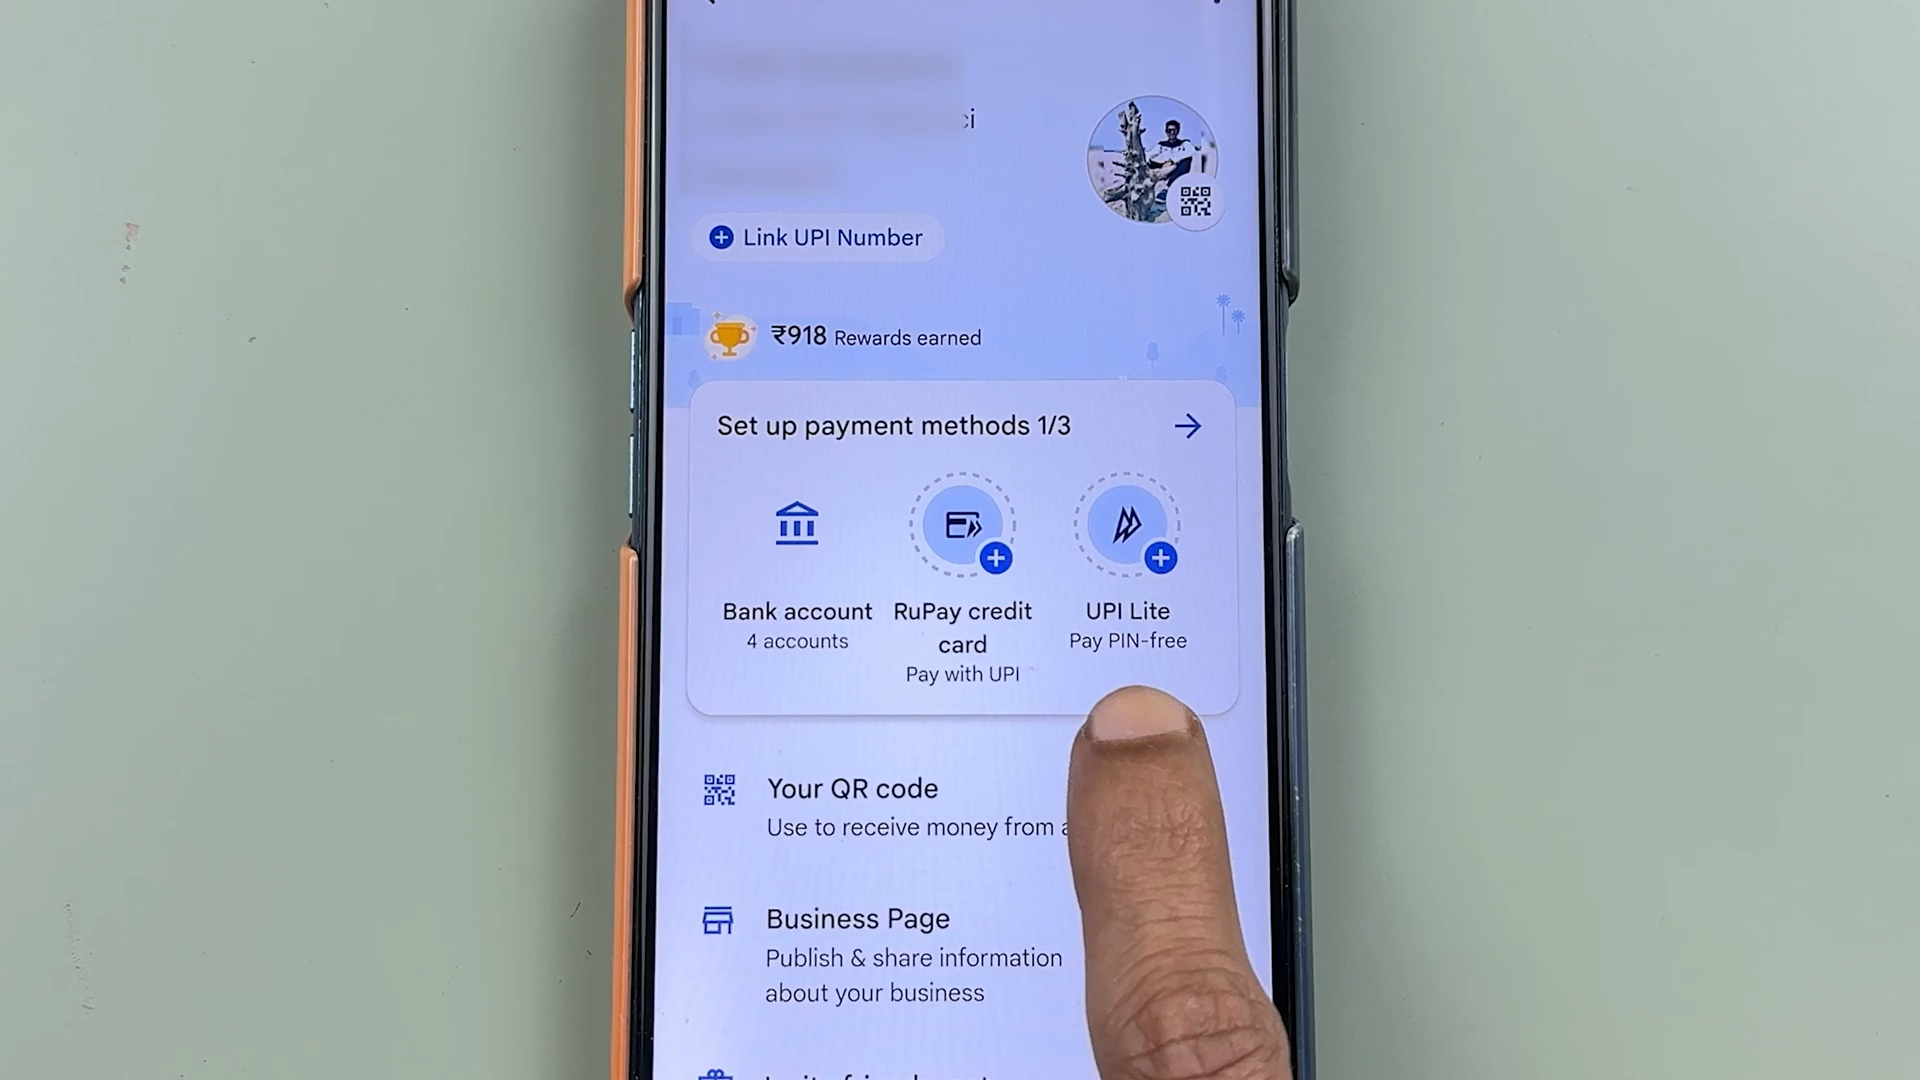 Link UPI Number
₹918 Rewards earned
Set up payment methods 1/3
Bank account
4 accounts
RuPay credit
card
Pay with UPI
UPI Lite
Pay PIN-free
Your QR code
Use to receive money from
Business Page
Publish & share information
about your business